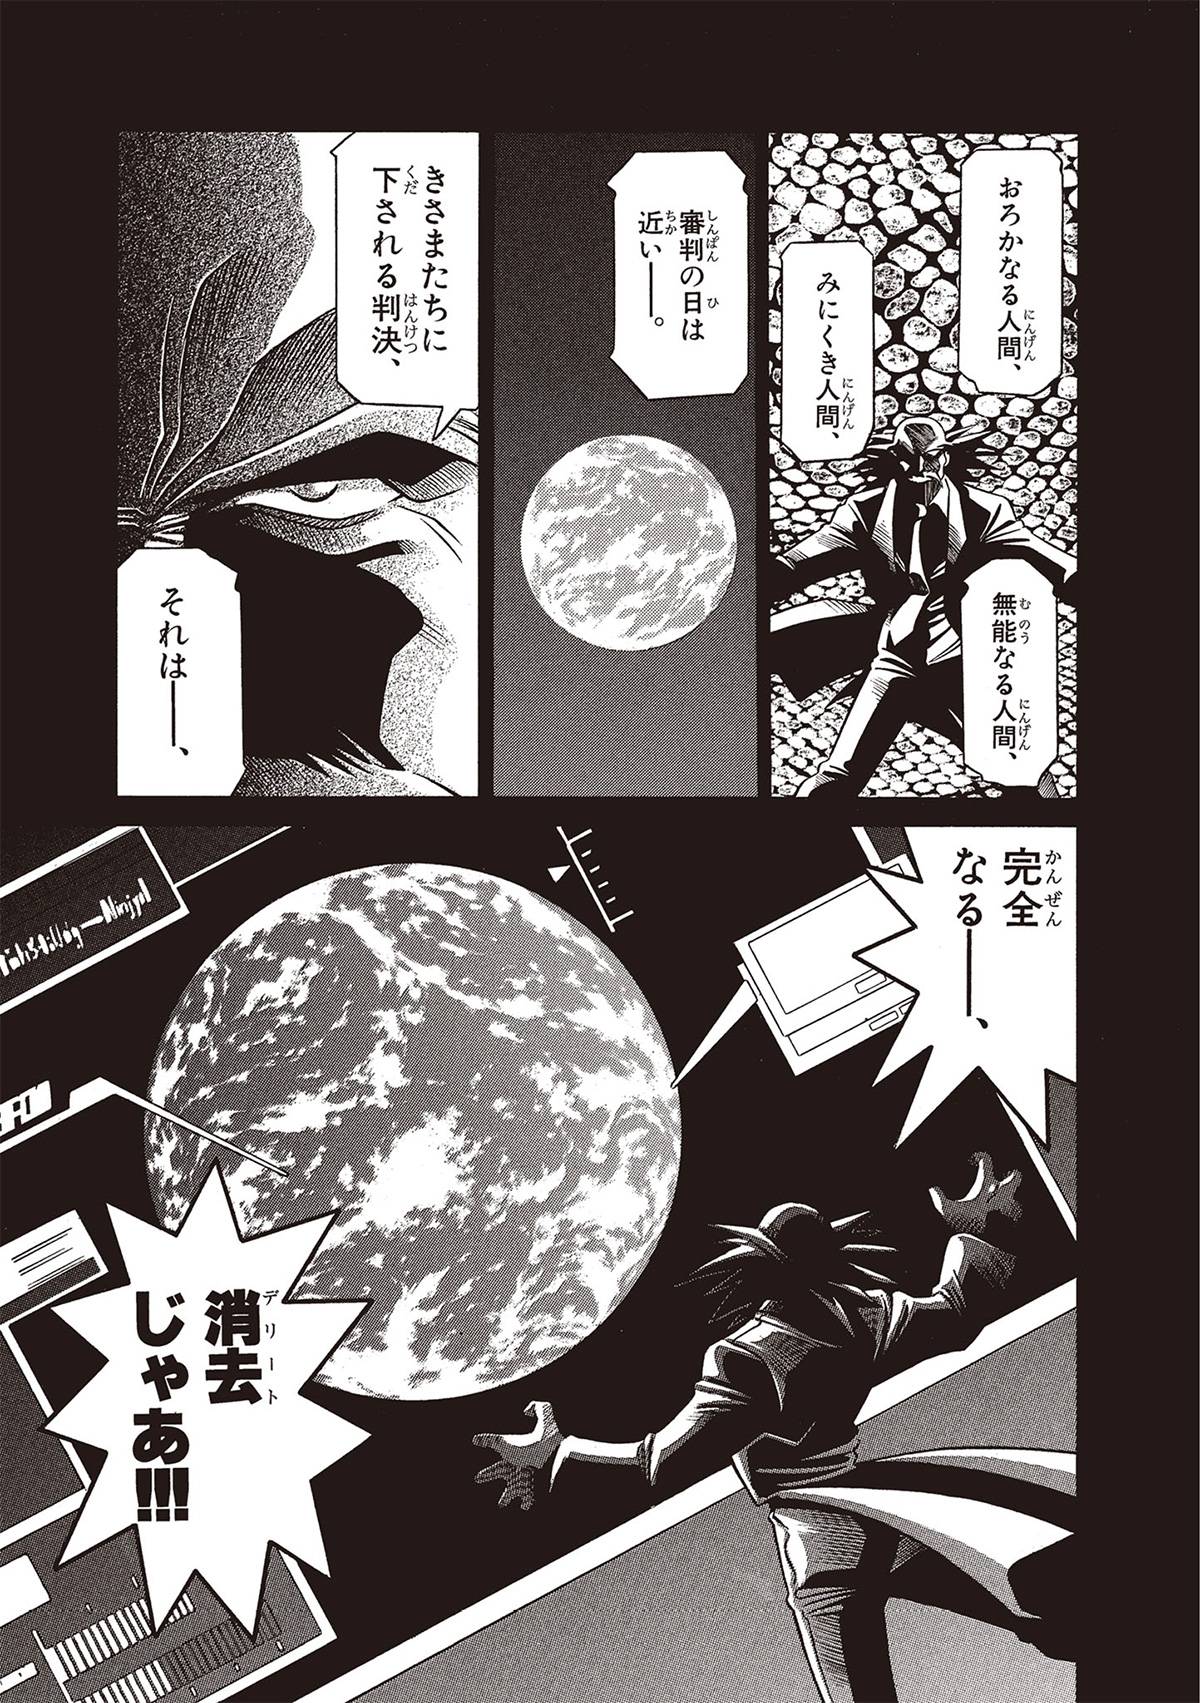 おろかなる人間、
みにくき人間、
無能なる人間、
審判の日は
近い――。
きさまたちに
下される判決、
それは――、
完全
なる――、
消去
じゃあ!!!